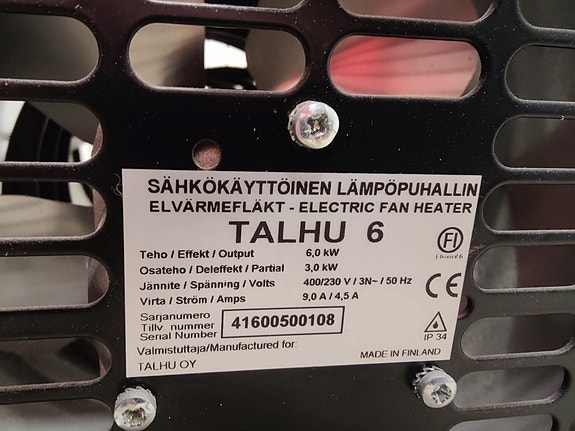 SÄHKÖKÄYTTÖINEN LÄMPÖPUHALLIN
ELVÄRMEFLÄKT - ELECTRIC FAN HEATER
TALHU 6
FI
Teho / Effekt / Output 6,0 kW
Osateho / Deleffekt / Partial 3,0 kW
Jännite / Spänning / Volts 400/230 V / 3N~ / 50 Hz
Virta / Ström / Amps 9,0 A / 4,5 A
CE
Sarjanumero
Tillv nummer
Serial Number
41600500108
IP 34
Valmistuttaja/Manufactured for:
TALHU OY
MADE IN FINLAND